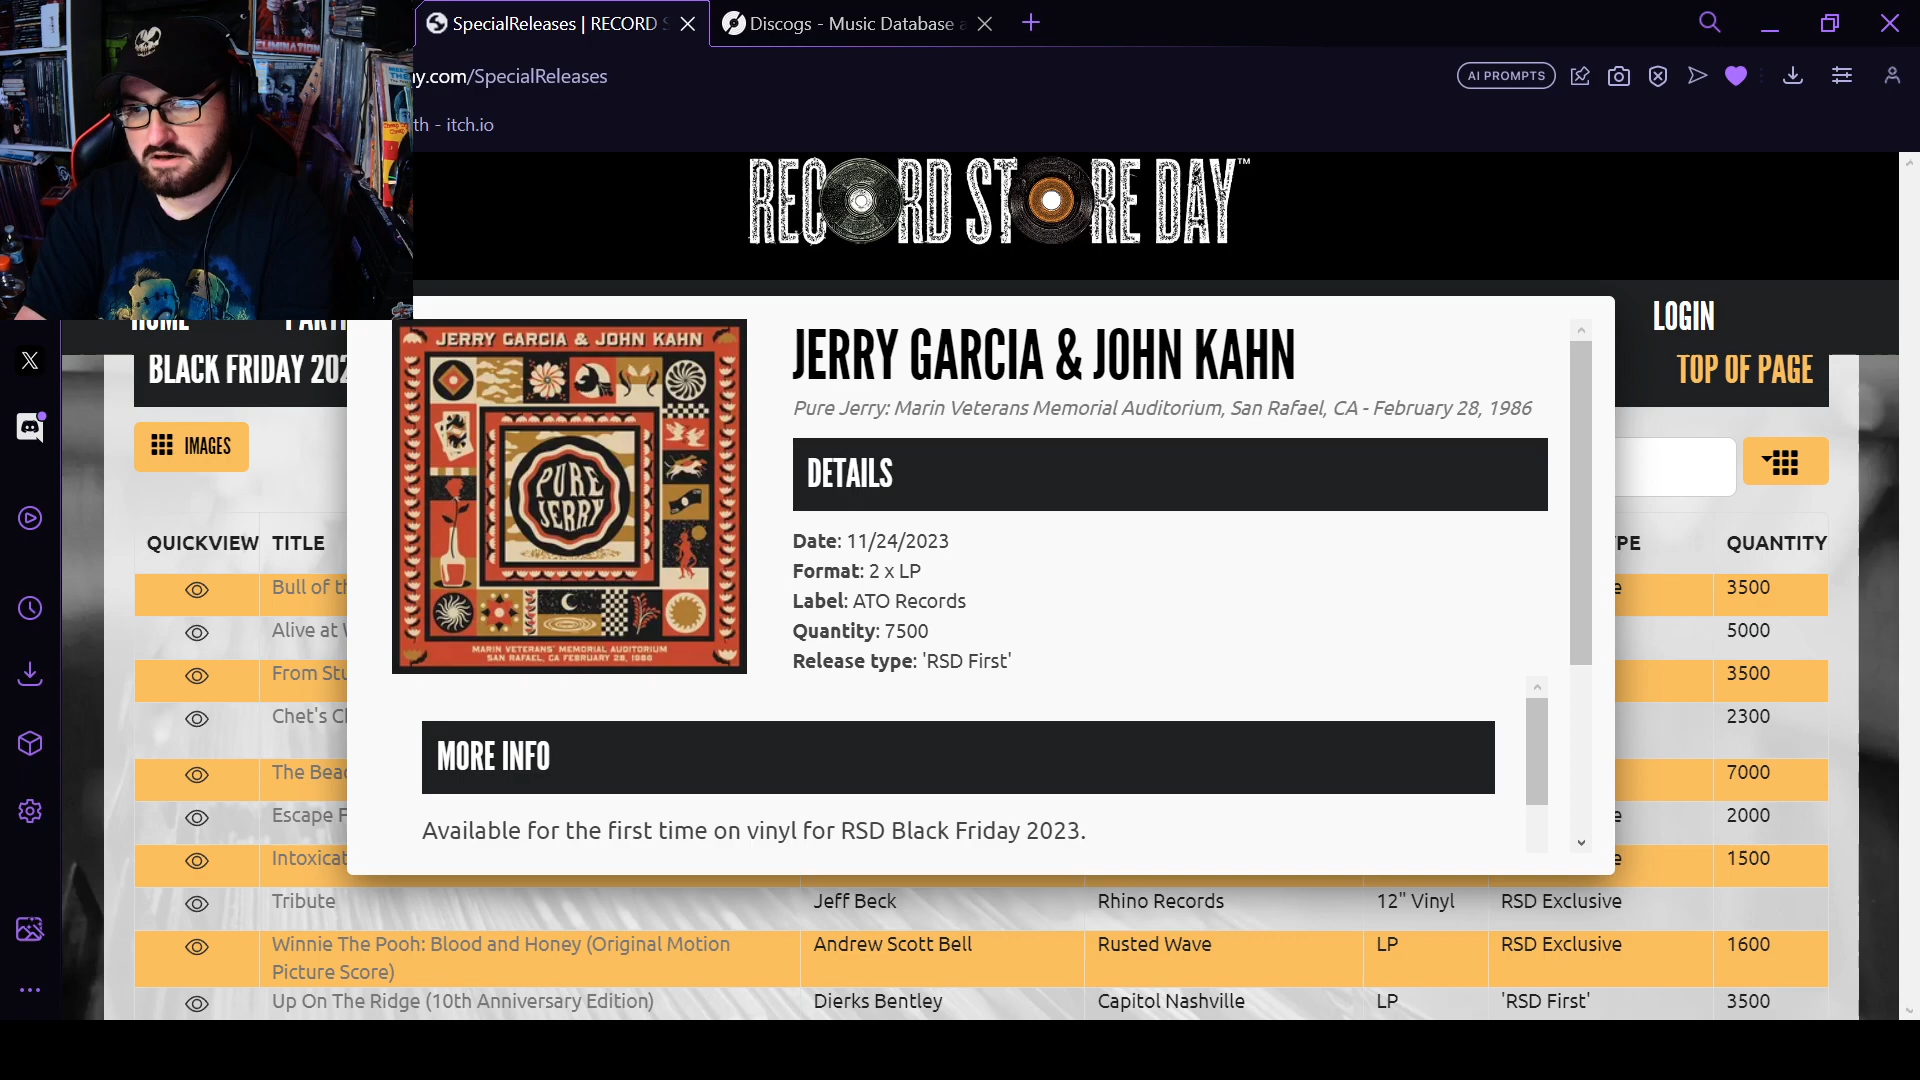 SpecialReleases | RECORD S
Discogs - Music Database a
y.com/SpecialReleases
AI PROMPTS
th - itch.io
ELIMINATION
RECORD STORE DAY™
HOME
LOGIN
BLACK FRIDAY 202
TOP OF PAGE
IMAGES
JERRY GARCIA & JOHN KAHN
PURE
JERRY
MARIN VETERANS' MEMORIAL AUDITORIUM
SAN RAFAEL, CA FEBRUARY 28, 1986
JERRY GARCIA & JOHN KAHN
Pure Jerry: Marin Veterans Memorial Auditorium, San Rafael, CA - February 28, 1986
DETAILS
Date: 11/24/2023
Format: 2 x LP
Label: ATO Records
Quantity: 7500
Release type: 'RSD First'
MORE INFO
Available for the first time on vinyl for RSD Black Friday 2023.
QUICKVIEW TITLE PE QUANTITY
Bull of th e 3500
Alive at W 5000
From Stu 3500
Chet's Ch 2300
The Beac 7000
Escape F e 2000
Intoxicat e 1500
Tribute Jeff Beck Rhino Records 12" Vinyl RSD Exclusive
Winnie The Pooh: Blood and Honey (Original Motion Andrew Scott Bell Rusted Wave LP RSD Exclusive 1600
Picture Score)
Up On The Ridge (10th Anniversary Edition) Dierks Bentley Capitol Nashville LP 'RSD First' 3500